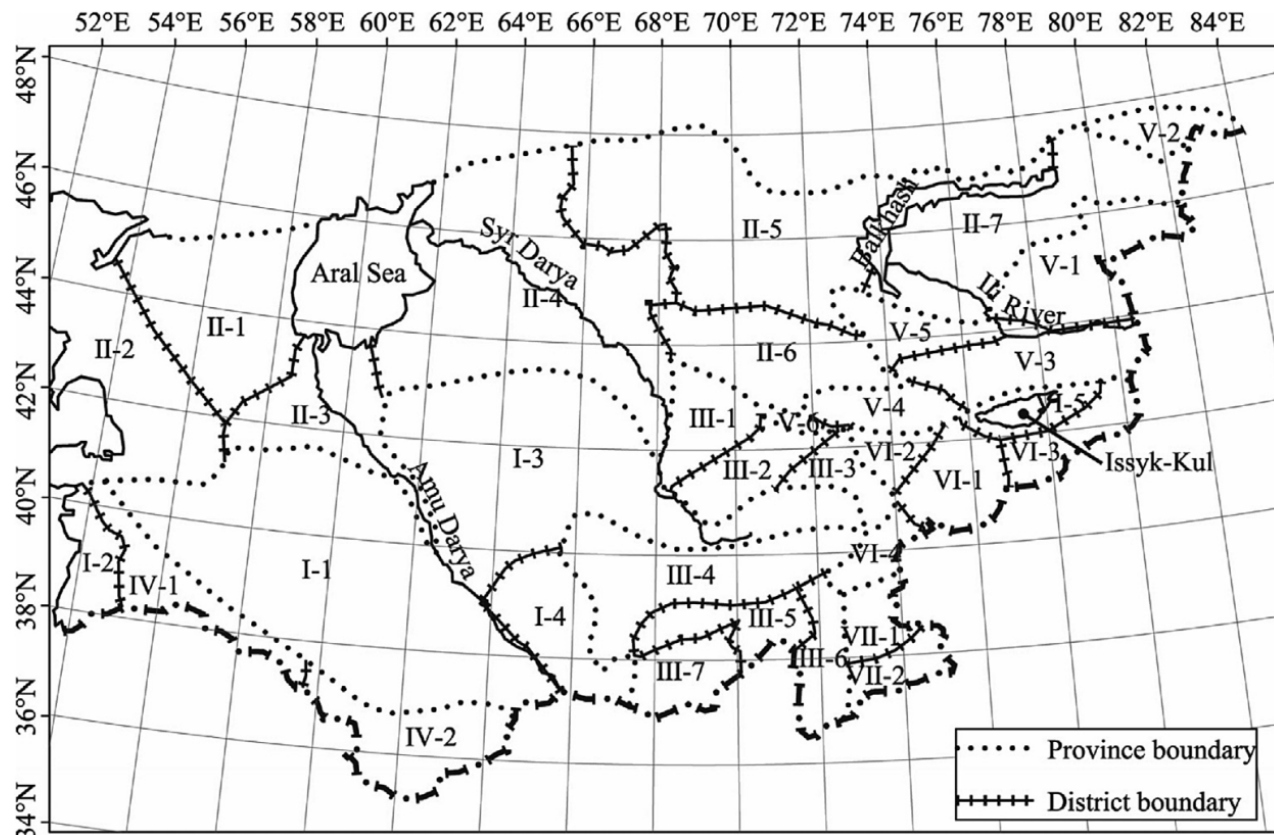 52°E 54°E 56°E 58°E 60°E 62°E 64°E 66°E 68°E 70°E 72°E 74°E 76°E 78°E 80°E 82°E 84°E
48°N
46°N
44°N
42°N
40°N
38°N
36°N
34°N
V-2
Balkhash
II-7
II-5
Syr Darya
Aral Sea
V-1
II-4
Ili River
II-1
V-5
II-2
II-6
V-3
V-4
VI-5
II-3
III-1
V-6
VI-2
VI-3
Issyk-Kul
I-3
III-2
III-3
VI-1
Amu Darya
VI-4
I-2
I-1
III-4
IV-1
I-4
III-5
VII-1
III-6
III-7
VII-2
IV-2
Province boundary
District boundary